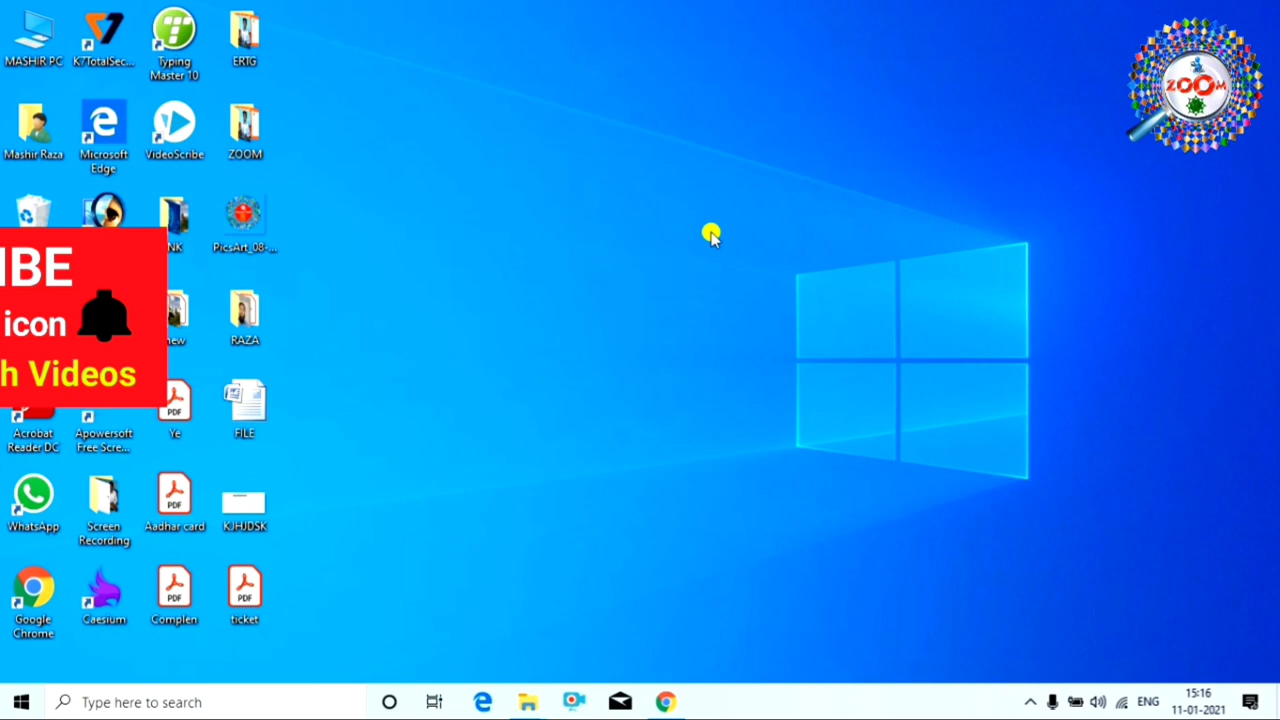 MASHIR PC
K7TotalSec...
Typing
Master 10
ERTG
Mashir Raza
Microsoft
Edge
VideoScribe
ZOOM
NK
PicsArt_08-...
IBE
icon
h Videos
new
RAZA
Acrobat
Reader DC
Apowersoft
Free Scre...
PDF
Ye
FILE
WhatsApp
Screen
Recording
PDF
Aadhar card
KJHJDSK
Google
Chrome
Caesium
PDF
Complen
PDF
ticket
ZOOM
Type here to search
ENG
15:16
11-01-2021